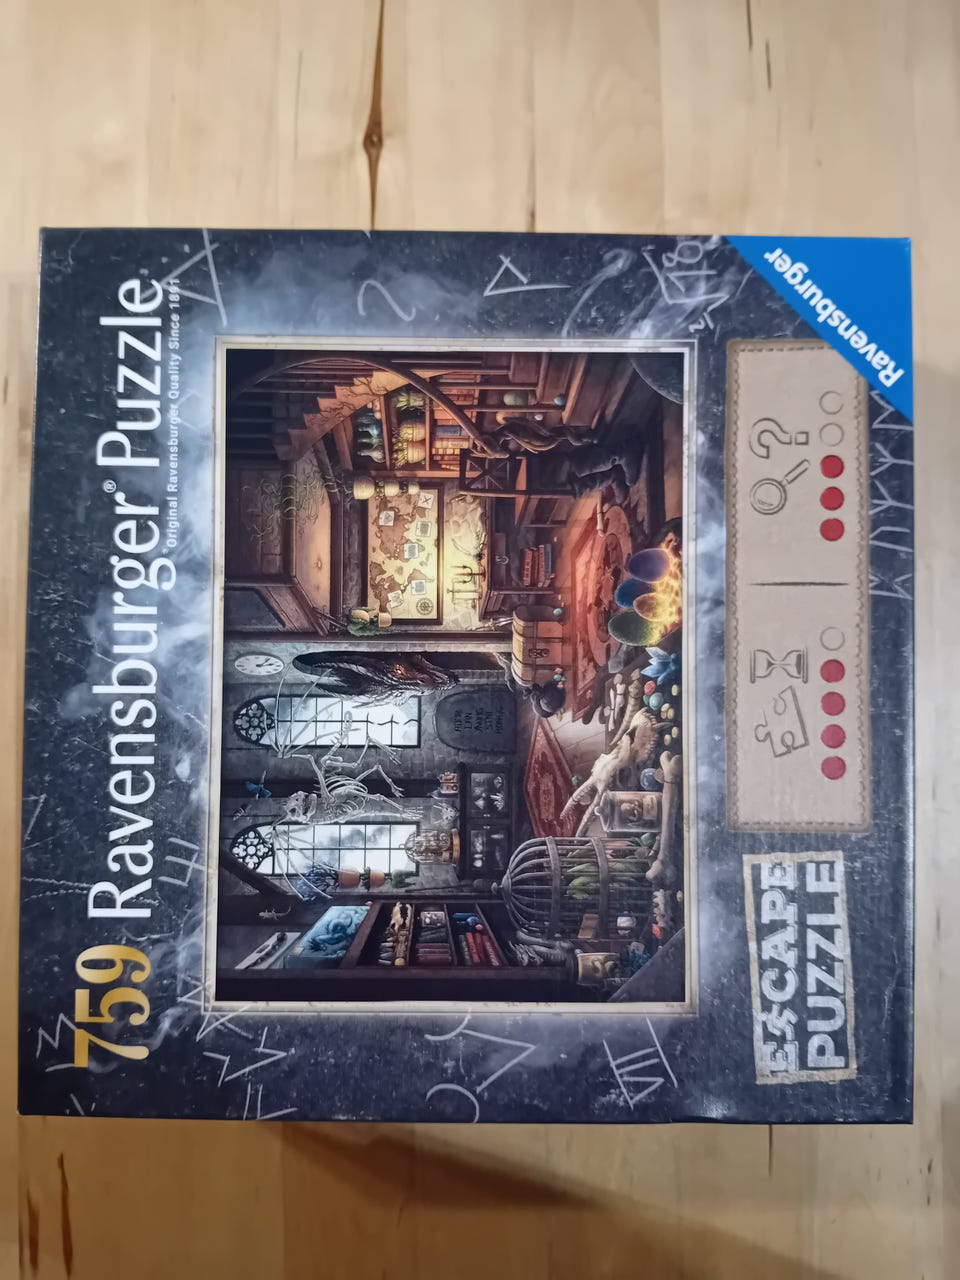 759 Ravensburger® Puzzle
Original Ravensburger Quality Since 1891
ESCAPE
PUZZLE
Ravensburger